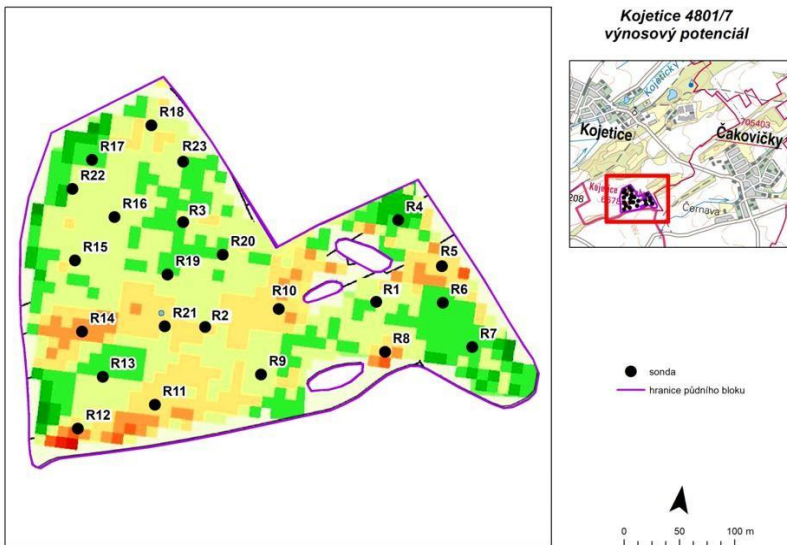 Kojetice 4801/7
výnosový potenciál
R18
R17
R23
R22
R16
R3
R4
R15
R19
R20
R5
R10
R1
R6
R14
R21
R2
R7
R8
R13
R9
R11
R12
Kojetický
705403
Kojetice
Čakovičky
Kojetice
208
Černava
sonda
hranice půdního bloku
0 50 100 m